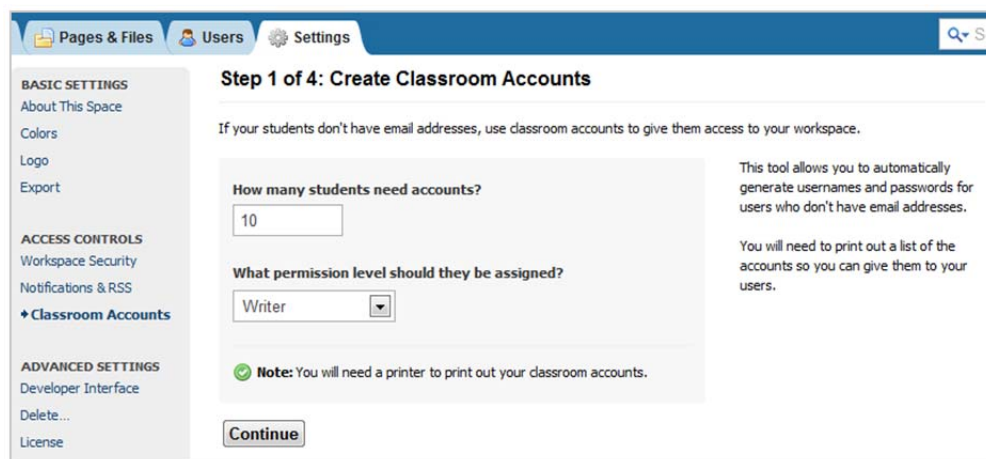 Pages & Files
Users
Settings
BASIC SETTINGS
About This Space
Colors
Logo
Export
ACCESS CONTROLS
Workspace Security
Notifications & RSS
Classroom Accounts
ADVANCED SETTINGS
Developer Interface
Delete...
License
Step 1 of 4: Create Classroom Accounts
If your students don't have email addresses, use classroom accounts to give them access to your workspace.
How many students need accounts?
10
What permission level should they be assigned?
Writer
Note: You will need a printer to print out your classroom accounts.
Continue
This tool allows you to automatically
generate usernames and passwords for
users who don't have email addresses.
You will need to print out a list of the
accounts so you can give them to your
users.